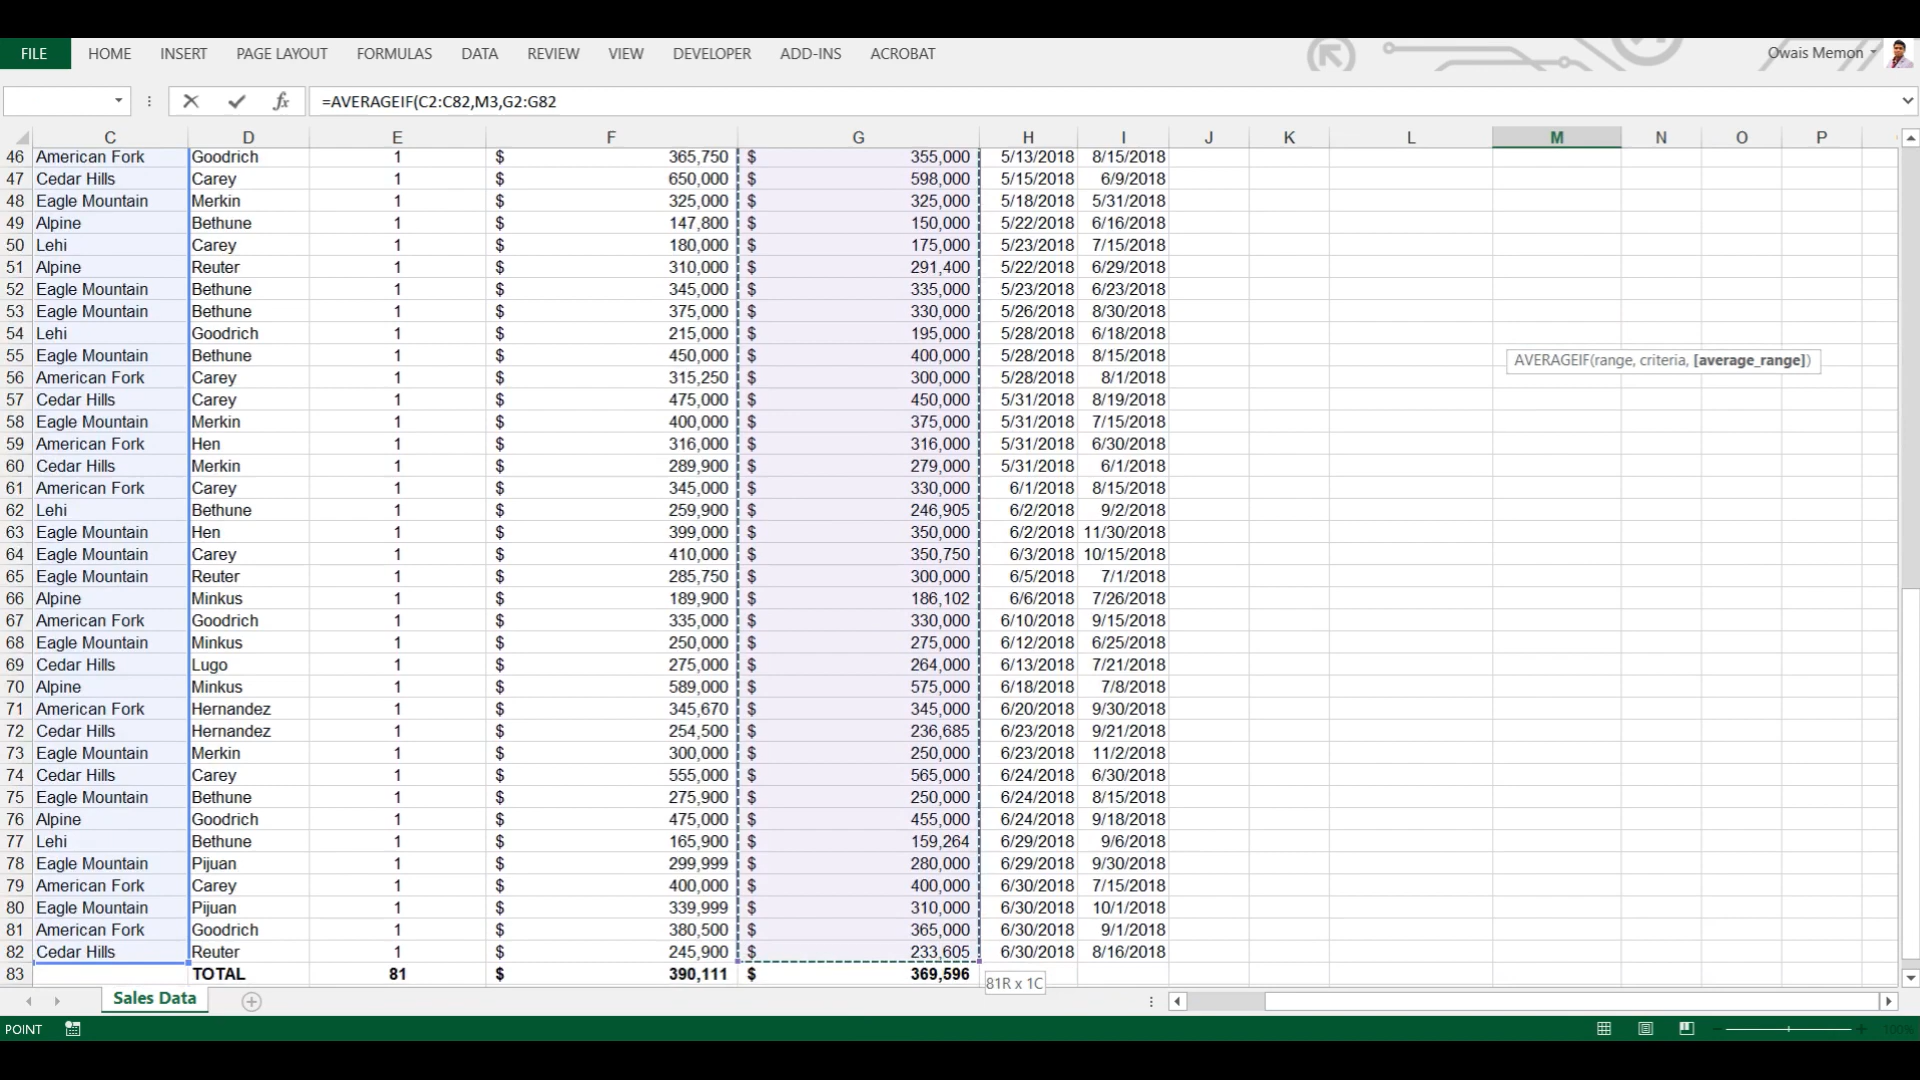 FILE HOME INSERT PAGE LAYOUT FORMULAS DATA REVIEW VIEW DEVELOPER ADD-INS ACROBAT Owais Memon
fx =AVERAGEIF(C2:C82,M3,G2:G82
C D E F G H I J K L M N O P
46 American Fork Goodrich 1 $ 365,750 $ 355,000 5/13/2018 8/15/2018
47 Cedar Hills Carey 1 $ 650,000 $ 598,000 5/15/2018 6/9/2018
48 Eagle Mountain Merkin 1 $ 325,000 $ 325,000 5/18/2018 5/31/2018
49 Alpine Bethune 1 $ 147,800 $ 150,000 5/22/2018 6/16/2018
50 Lehi Carey 1 $ 180,000 $ 175,000 5/23/2018 7/15/2018
51 Alpine Reuter 1 $ 310,000 $ 291,400 5/22/2018 6/29/2018
52 Eagle Mountain Bethune 1 $ 345,000 $ 335,000 5/23/2018 6/23/2018
53 Eagle Mountain Bethune 1 $ 375,000 $ 330,000 5/26/2018 8/30/2018
54 Lehi Goodrich 1 $ 215,000 $ 195,000 5/28/2018 6/18/2018
55 Eagle Mountain Bethune 1 $ 450,000 $ 400,000 5/28/2018 8/15/2018
AVERAGEIF(range, criteria, [average_range])
56 American Fork Carey 1 $ 315,250 $ 300,000 5/28/2018 8/1/2018
57 Cedar Hills Carey 1 $ 475,000 $ 450,000 5/31/2018 8/19/2018
58 Eagle Mountain Merkin 1 $ 400,000 $ 375,000 5/31/2018 7/15/2018
59 American Fork Hen 1 $ 316,000 $ 316,000 5/31/2018 6/30/2018
60 Cedar Hills Merkin 1 $ 289,900 $ 279,000 5/31/2018 6/1/2018
61 American Fork Carey 1 $ 345,000 $ 330,000 6/1/2018 8/15/2018
62 Lehi Bethune 1 $ 259,900 $ 246,905 6/2/2018 9/2/2018
63 Eagle Mountain Hen 1 $ 399,000 $ 350,000 6/2/2018 11/30/2018
64 Eagle Mountain Carey 1 $ 410,000 $ 350,750 6/3/2018 10/15/2018
65 Eagle Mountain Reuter 1 $ 285,750 $ 300,000 6/5/2018 7/1/2018
66 Alpine Minkus 1 $ 189,900 $ 186,102 6/6/2018 7/26/2018
67 American Fork Goodrich 1 $ 335,000 $ 330,000 6/10/2018 9/15/2018
68 Eagle Mountain Minkus 1 $ 250,000 $ 275,000 6/12/2018 6/25/2018
69 Cedar Hills Lugo 1 $ 275,000 $ 264,000 6/13/2018 7/21/2018
70 Alpine Minkus 1 $ 589,000 $ 575,000 6/18/2018 7/8/2018
71 American Fork Hernandez 1 $ 345,670 $ 345,000 6/20/2018 9/30/2018
72 Cedar Hills Hernandez 1 $ 254,500 $ 236,685 6/23/2018 9/21/2018
73 Eagle Mountain Merkin 1 $ 300,000 $ 250,000 6/23/2018 11/2/2018
74 Cedar Hills Carey 1 $ 555,000 $ 565,000 6/24/2018 6/30/2018
75 Eagle Mountain Bethune 1 $ 275,900 $ 250,000 6/24/2018 8/15/2018
76 Alpine Goodrich 1 $ 475,000 $ 455,000 6/24/2018 9/18/2018
77 Lehi Bethune 1 $ 165,900 $ 159,264 6/29/2018 9/6/2018
78 Eagle Mountain Pijuan 1 $ 299,999 $ 280,000 6/29/2018 9/30/2018
79 American Fork Carey 1 $ 400,000 $ 400,000 6/30/2018 7/15/2018
80 Eagle Mountain Pijuan 1 $ 339,999 $ 310,000 6/30/2018 10/1/2018
81 American Fork Goodrich 1 $ 380,500 $ 365,000 6/30/2018 9/1/2018
82 Cedar Hills Reuter 1 $ 245,900 $ 233,605 6/30/2018 8/16/2018
83 TOTAL 81 $ 390,111 $ 369,596
81R x 1C
Sales Data
POINT 100%